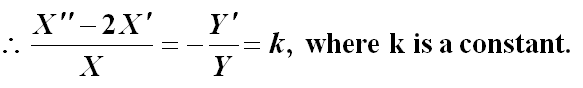 ∴ (X'' − 2X')/X = −Y'/Y = k, where k is a constant.